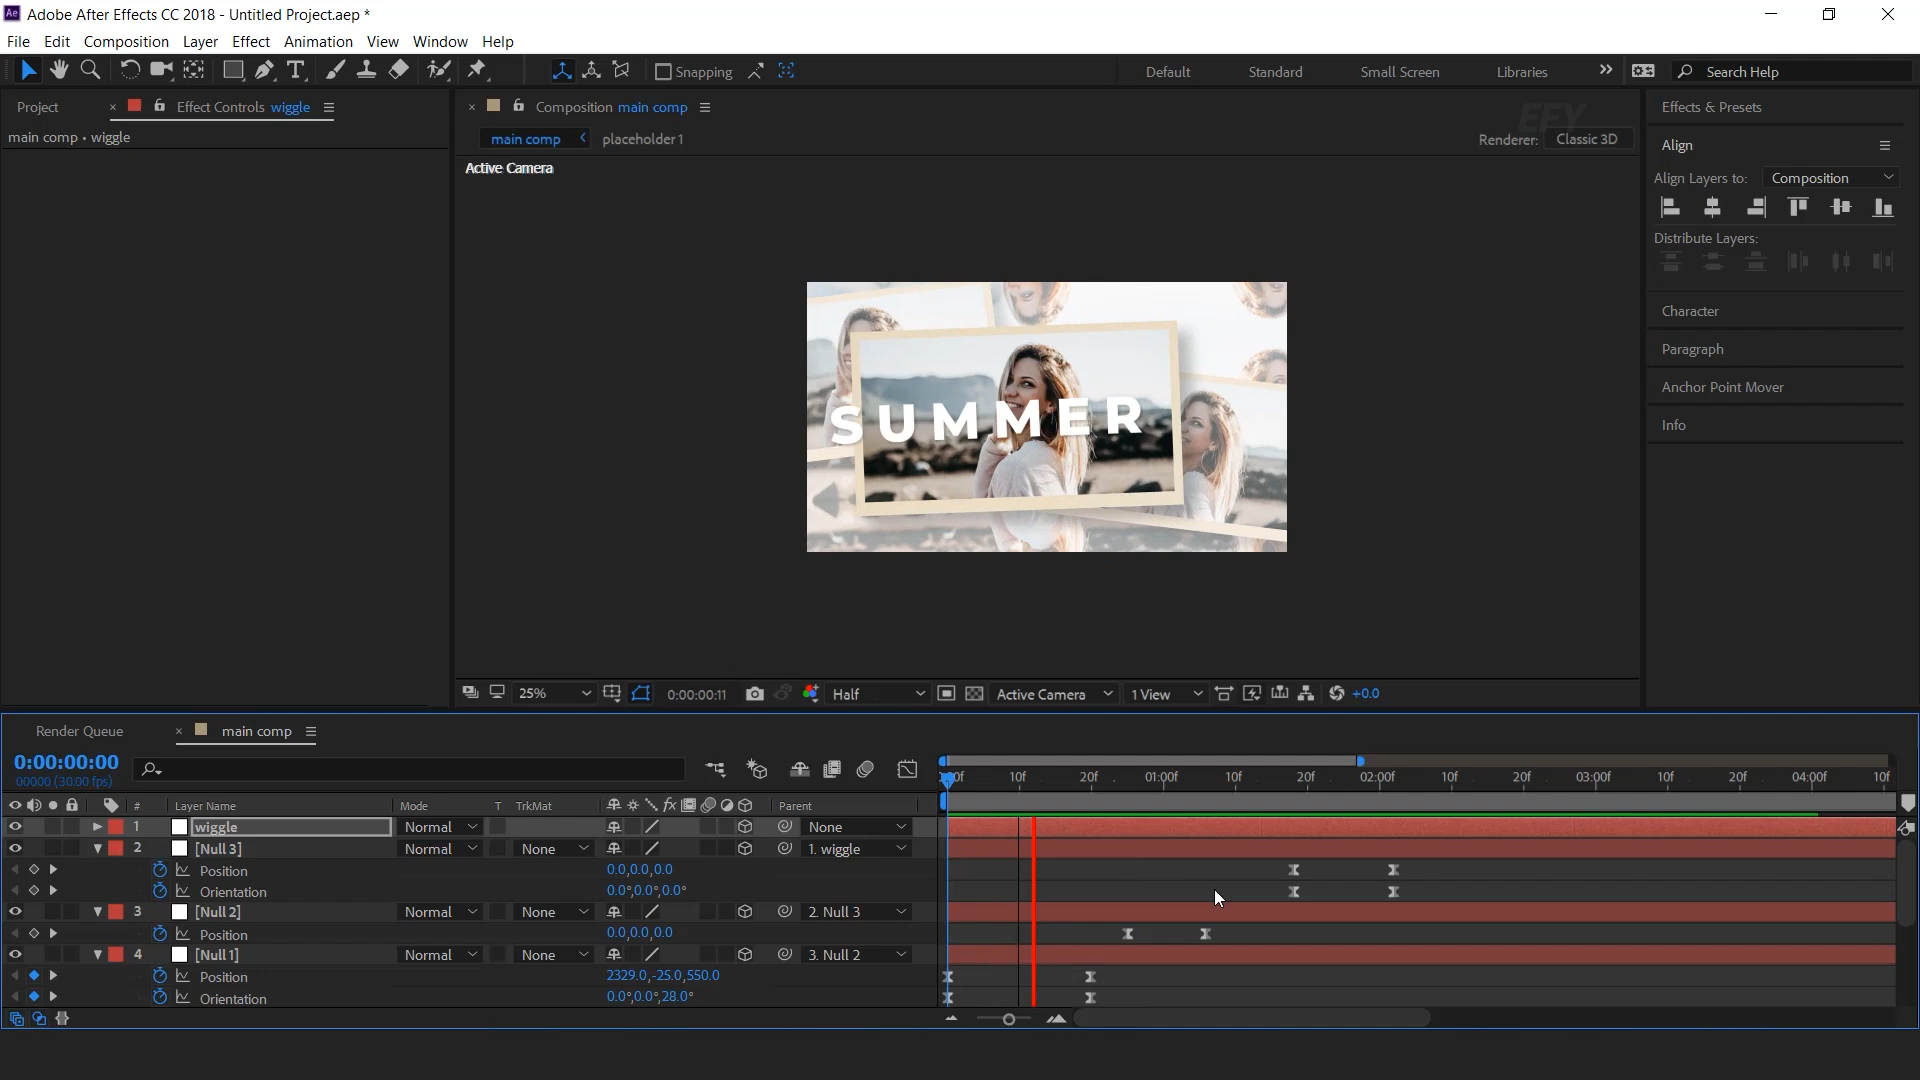 Ae Adobe After Effects CC 2018 - Untitled Project.aep *
File Edit Composition Layer Effect Animation View Window Help
Snapping Default Standard Small Screen Libraries Search Help
Project × Effect Controls wiggle
main comp • wiggle
× Composition main comp
main comp placeholder 1
EFY
Renderer: Classic 3D
Active Camera
SUMMER
25% 0:00:00:11 Half Active Camera 1 View +0.0
Effects & Presets
Align
Align Layers to: Composition
Distribute Layers:
Character
Paragraph
Anchor Point Mover
Info
Render Queue × main comp
0:00:00:00
00000 (30.00 fps)
:00f 10f 20f 01:00f 10f 20f 02:00f 10f 20f 03:00f 10f 20f 04:00f 10f
# Layer Name Mode T TrkMat fx Parent
1 wiggle Normal None
2 [Null 3] Normal None 1. wiggle
Position 0.0,0.0,0.0
Orientation 0.0°,0.0°,0.0°
3 [Null 2] Normal None 2. Null 3
Position 0.0,0.0,0.0
4 [Null 1] Normal None 3. Null 2
Position 2329.0,-25.0,550.0
Orientation 0.0°,0.0°,28.0°